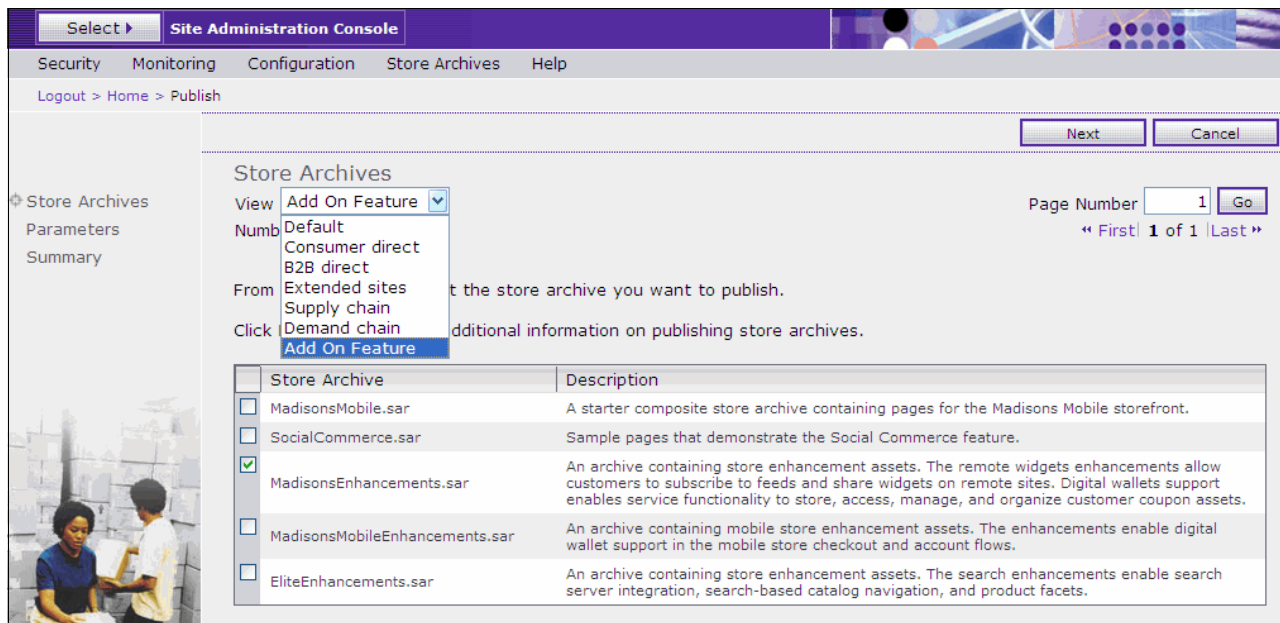 Select
Site Administration Console
Security Monitoring Configuration Store Archives Help
Logout > Home > Publish
Next Cancel
Store Archives
Parameters
Summary
Store Archives
View Add On Feature
Page Number 1 Go
Numb
« First| 1 of 1 |Last »
Default
Consumer direct
B2B direct
Extended sites
Supply chain
Demand chain
Add On Feature
From t the store archive you want to publish.
Click dditional information on publishing store archives.
Store Archive Description
MadisonsMobile.sar A starter composite store archive containing pages for the Madisons Mobile storefront.
SocialCommerce.sar Sample pages that demonstrate the Social Commerce feature.
MadisonsEnhancements.sar An archive containing store enhancement assets. The remote widgets enhancements allow
customers to subscribe to feeds and share widgets on remote sites. Digital wallets support
enables service functionality to store, access, manage, and organize customer coupon assets.
MadisonsMobileEnhancements.sar An archive containing mobile store enhancement assets. The enhancements enable digital
wallet support in the mobile store checkout and account flows.
EliteEnhancements.sar An archive containing store enhancement assets. The search enhancements enable search
server integration, search-based catalog navigation, and product facets.